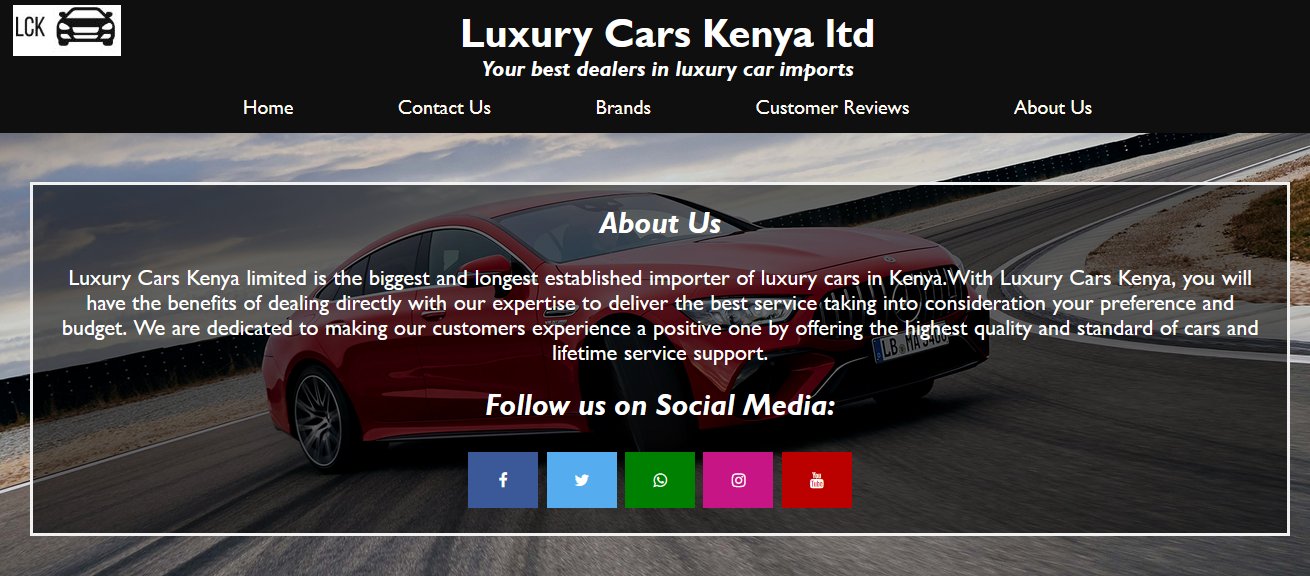 LCK
Luxury Cars Kenya ltd
Your best dealers in luxury car imports
Home Contact Us Brands Customer Reviews About Us
About Us
Luxury Cars Kenya limited is the biggest and longest established importer of luxury cars in Kenya.With Luxury Cars Kenya, you will
have the benefits of dealing directly with our expertise to deliver the best service taking into consideration your preference and
budget. We are dedicated to making our customers experience a positive one by offering the highest quality and standard of cars and
lifetime service support.
LB MA 5400
Follow us on Social Media:
You Tube